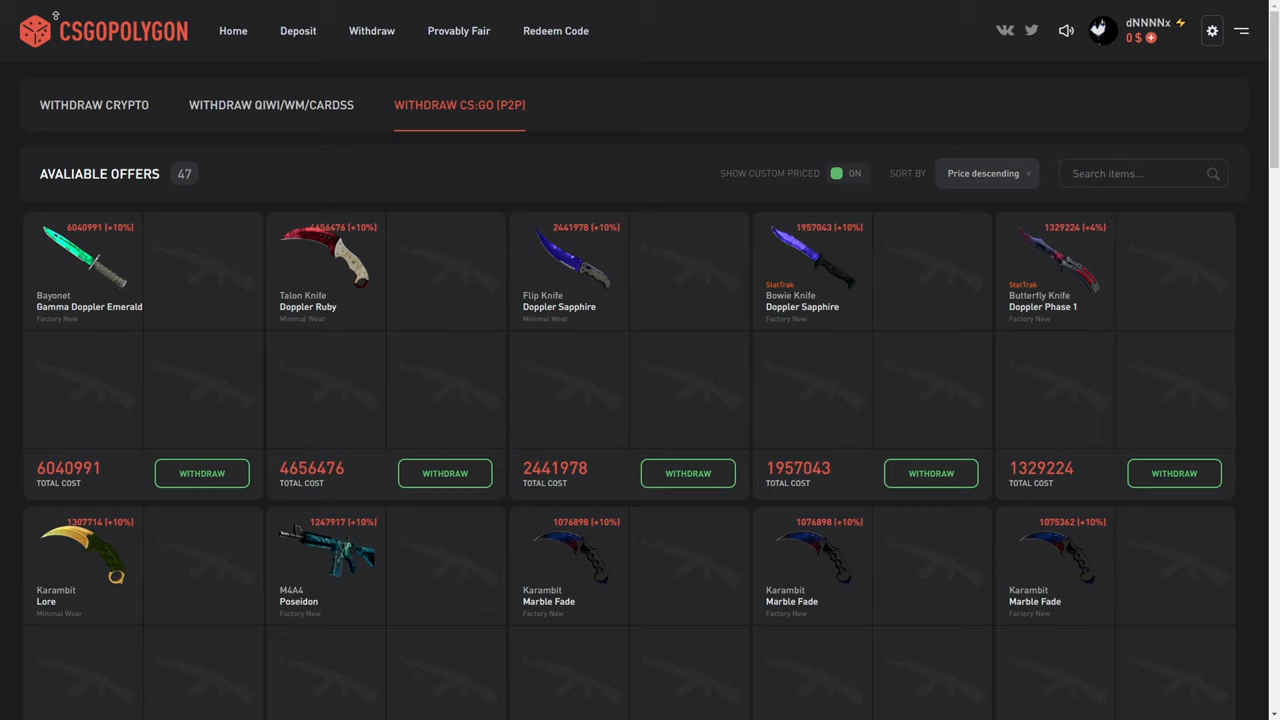 CSGOPOLYGON Home Deposit Withdraw Provably Fair Redeem Code dNNNNx
0 $
WITHDRAW CRYPTO WITHDRAW QIWI/WM/CARDSS WITHDRAW CS:GO (P2P)
AVALIABLE OFFERS 47 SHOW CUSTOM PRICED ON SORT BY Price descending Search items...
6040991 (+10%)
Bayonet
Gamma Doppler Emerald
Factory New
6040991
TOTAL COST
WITHDRAW
4656476 (+10%)
Talon Knife
Doppler Ruby
Minimal Wear
4656476
TOTAL COST
WITHDRAW
2441978 (+10%)
Flip Knife
Doppler Sapphire
Minimal Wear
2441978
TOTAL COST
WITHDRAW
1957043 (+10%)
StatTrak
Bowie Knife
Doppler Sapphire
Factory New
1957043
TOTAL COST
WITHDRAW
1329224 (+4%)
StatTrak
Butterfly Knife
Doppler Phase 1
Factory New
1329224
TOTAL COST
WITHDRAW
1307714 (+10%)
Karambit
Lore
Minimal Wear
1247917 (+10%)
M4A4
Poseidon
Factory New
1076898 (+10%)
Karambit
Marble Fade
Factory New
1076898 (+10%)
Karambit
Marble Fade
Factory New
1075362 (+10%)
Karambit
Marble Fade
Factory New